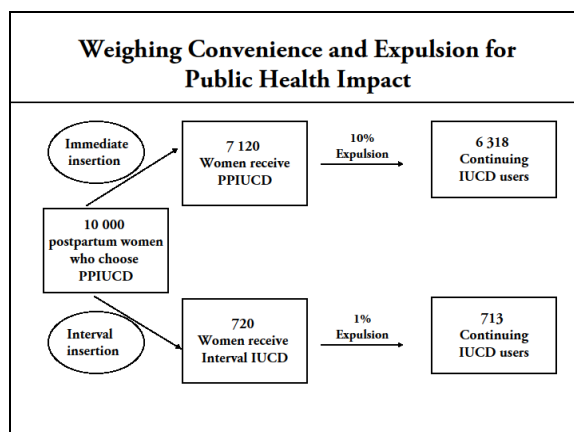 Weighing Convenience and Expulsion for
Public Health Impact
Immediate
insertion
7 120
Women receive
PPIUCD
10%
Expulsion
6 318
Continuing
IUCD users
10 000
postpartum women
who choose
PPIUCD
Interval
insertion
720
Women receive
Interval IUCD
1%
Expulsion
713
Continuing
IUCD users